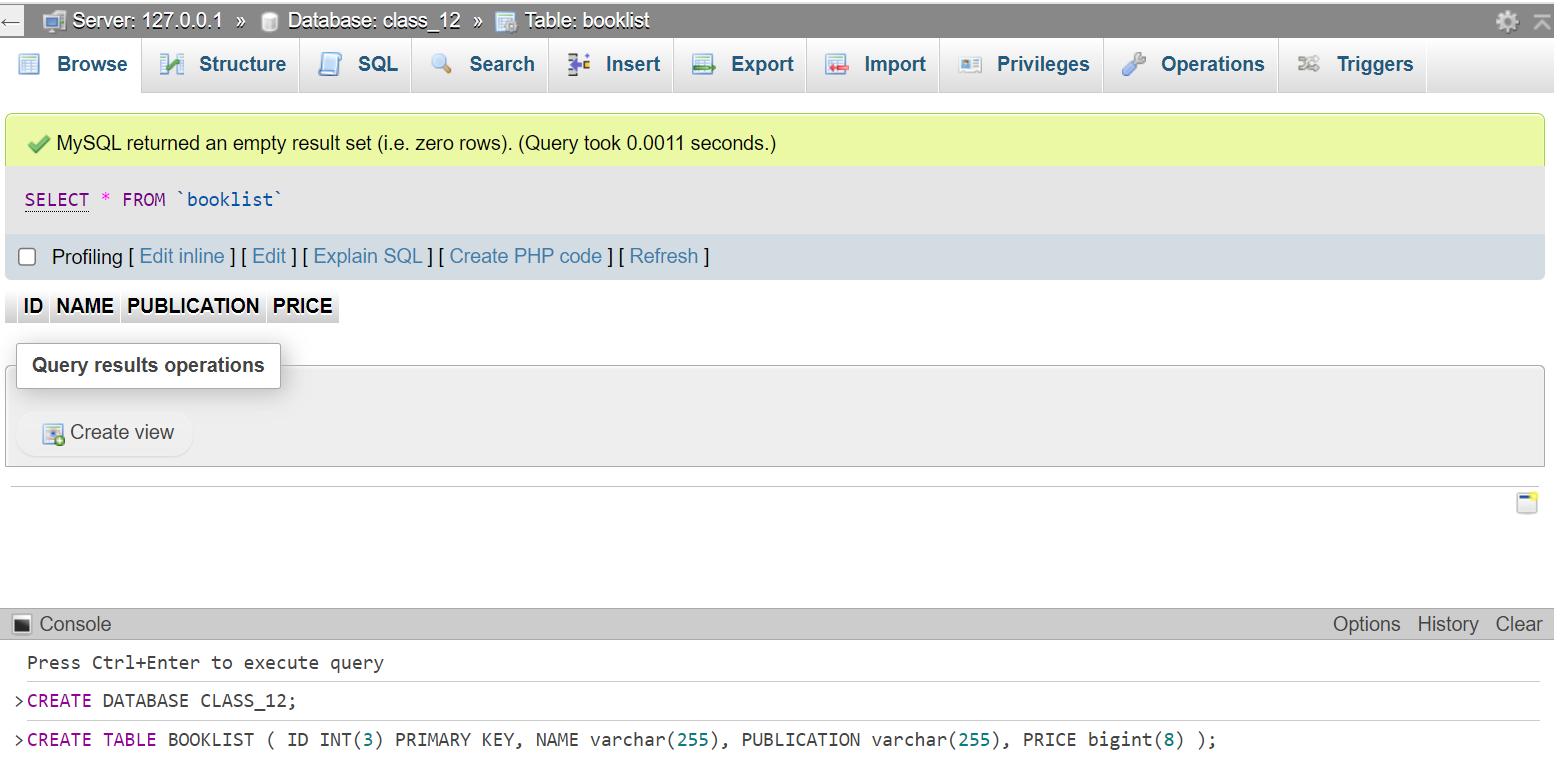 ← Server: 127.0.0.1 » Database: class_12 » Table: booklist
Browse Structure SQL Search Insert Export Import Privileges Operations Triggers
MySQL returned an empty result set (i.e. zero rows). (Query took 0.0011 seconds.)
SELECT * FROM `booklist`
Profiling [ Edit inline ] [ Edit ] [ Explain SQL ] [ Create PHP code ] [ Refresh ]
ID NAME PUBLICATION PRICE
Query results operations
Create view
Console Options History Clear
Press Ctrl+Enter to execute query
>CREATE DATABASE CLASS_12;
>CREATE TABLE BOOKLIST ( ID INT(3) PRIMARY KEY, NAME varchar(255), PUBLICATION varchar(255), PRICE bigint(8) );